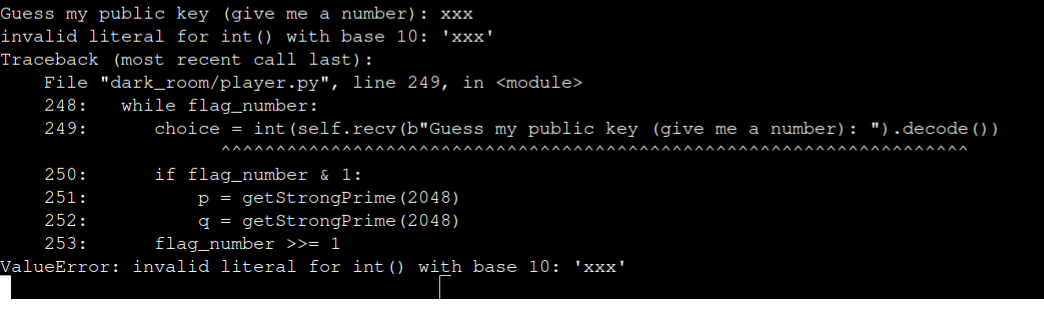 Guess my public key (give me a number): xxx
invalid literal for int() with base 10: 'xxx'
Traceback (most recent call last):
    File "dark_room/player.py", line 249, in <module>
    248:   while flag_number:
    249:      choice = int(self.recv(b"Guess my public key (give me a number): ").decode())
                    ^^^^^^^^^^^^^^^^^^^^^^^^^^^^^^^^^^^^^^^^^^^^^^^^^^^^^^^^^^^^^^^^^^^^
    250:      if flag_number & 1:
    251:          p = getStrongPrime(2048)
    252:          q = getStrongPrime(2048)
    253:      flag_number >>= 1
ValueError: invalid literal for int() with base 10: 'xxx'